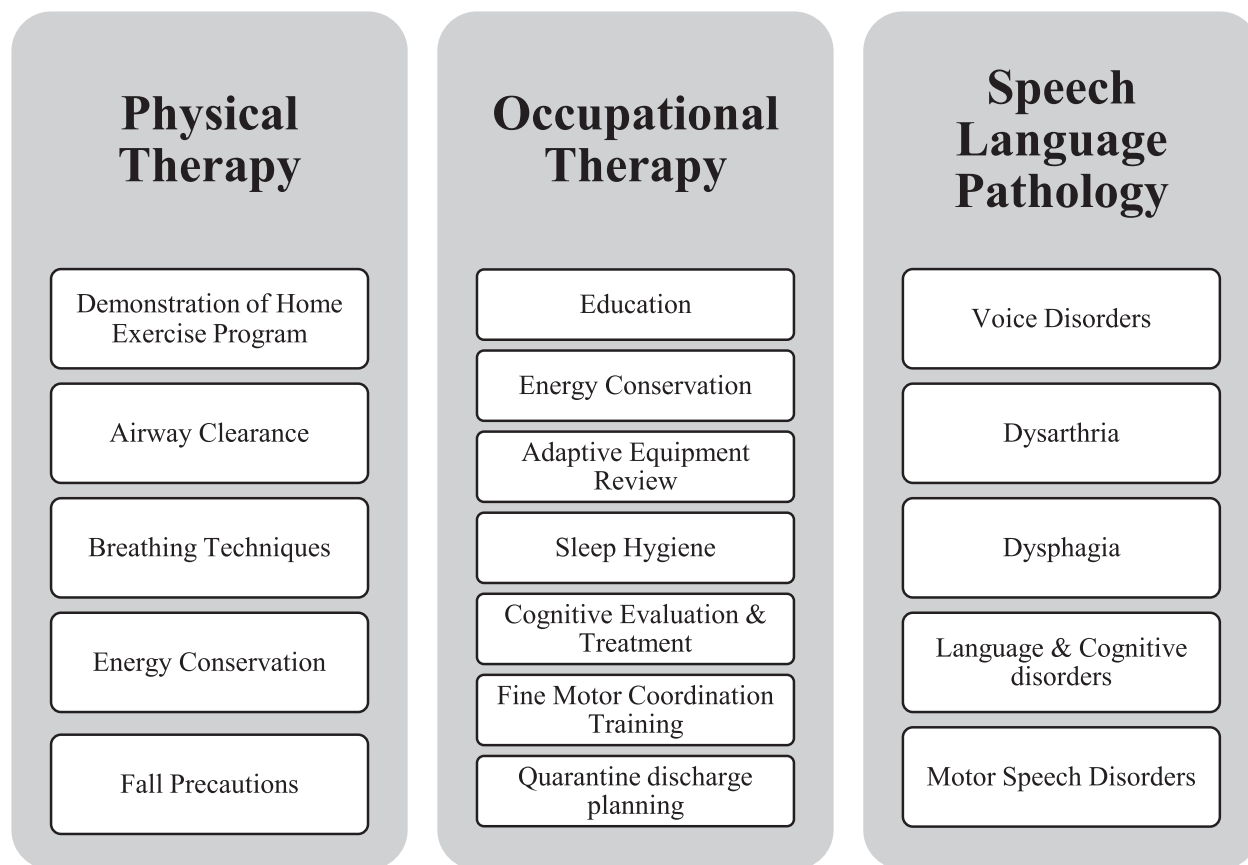 Physical
Therapy
Demonstration of Home
Exercise Program
Airway Clearance
Breathing Techniques
Energy Conservation
Fall Precautions
Occupational
Therapy
Education
Energy Conservation
Adaptive Equipment
Review
Sleep Hygiene
Cognitive Evaluation &
Treatment
Fine Motor Coordination
Training
Quarantine discharge
planning
Speech
Language
Pathology
Voice Disorders
Dysarthria
Dysphagia
Language & Cognitive
disorders
Motor Speech Disorders